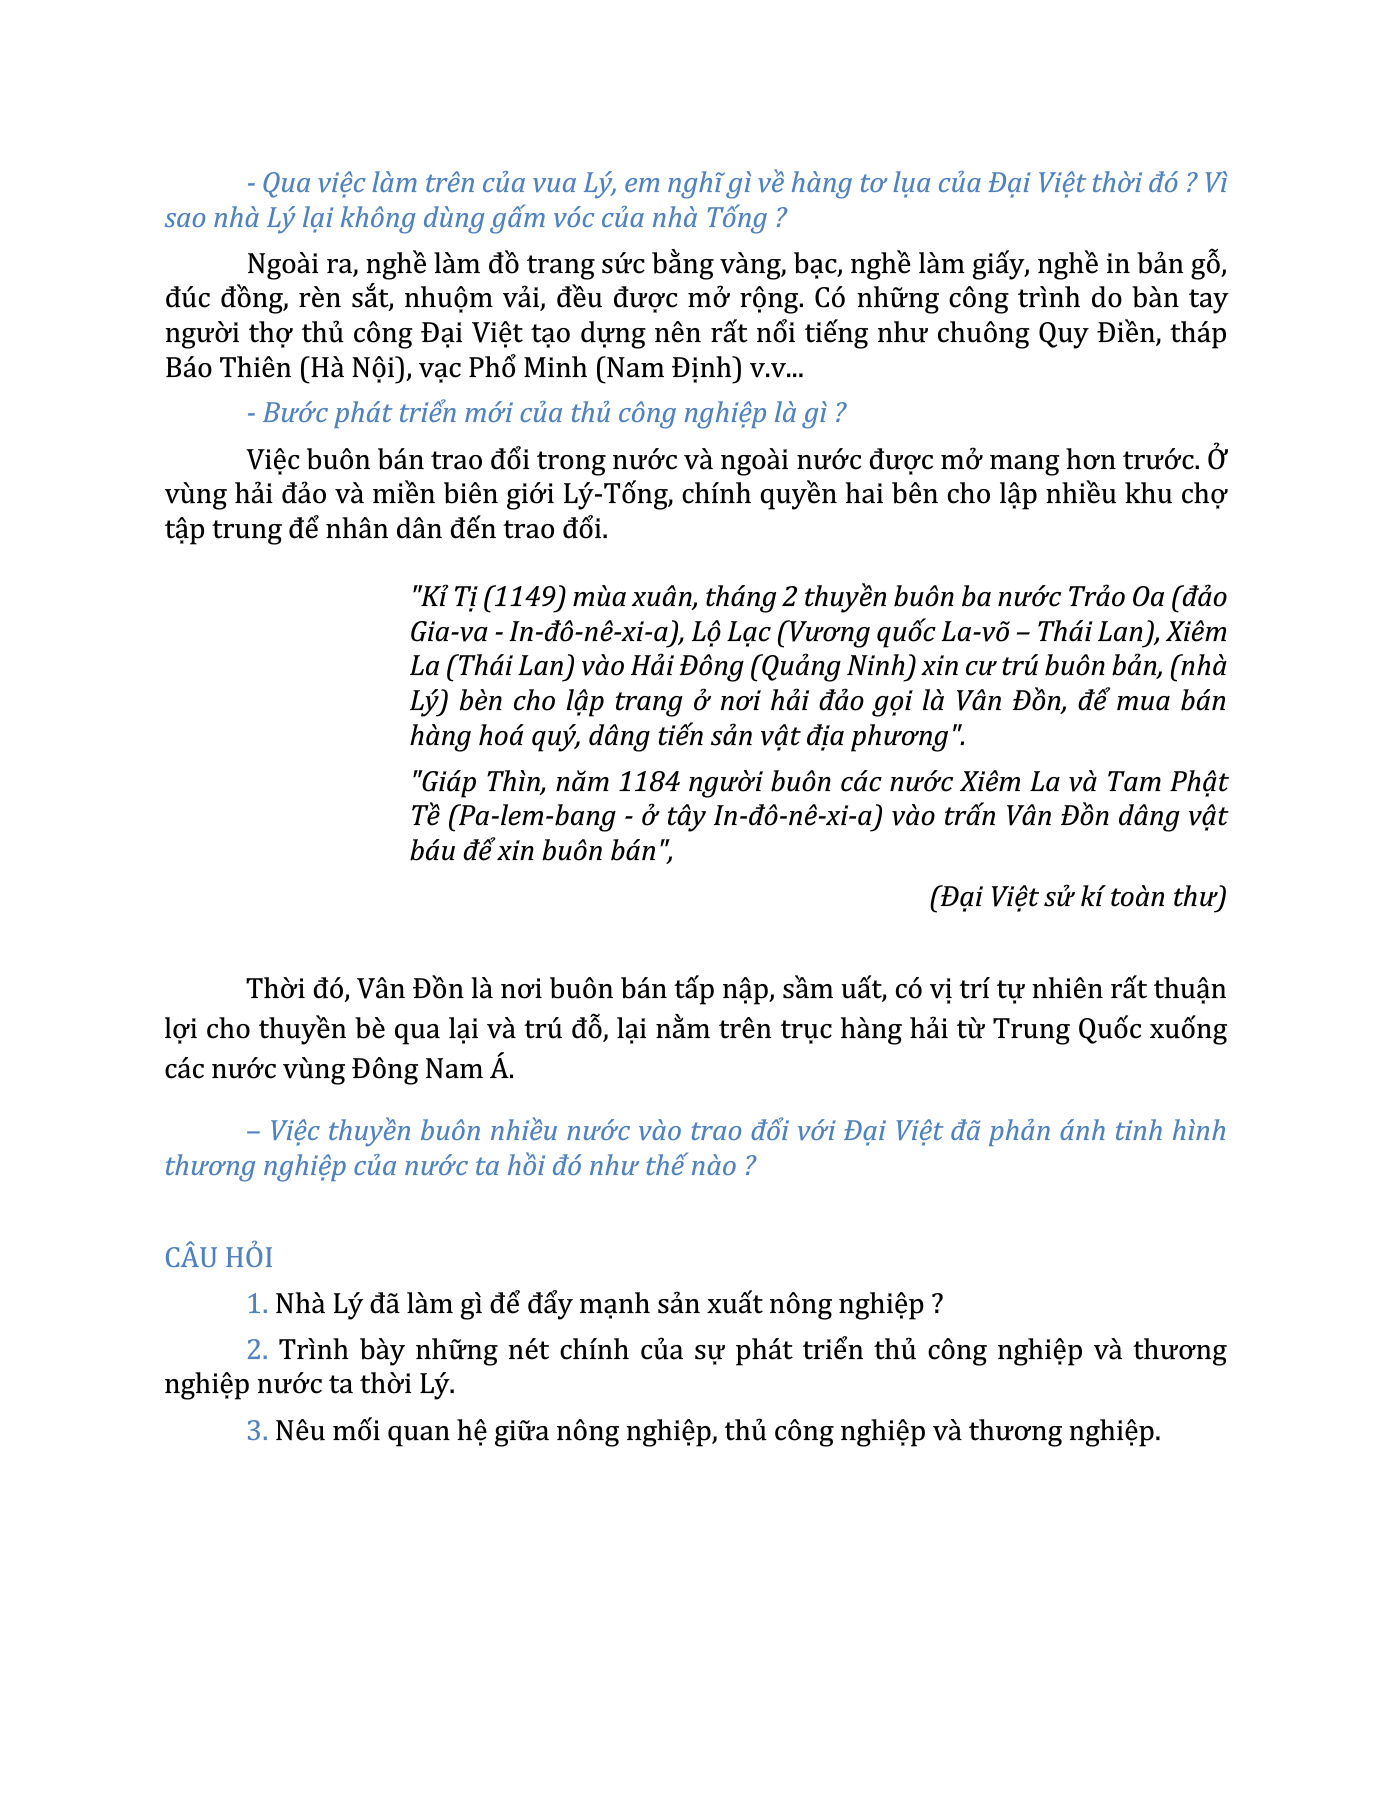 - Qua việc làm trên của vua Lý, em nghĩ gì về hàng tơ lụa của Đại Việt thời đó ? Vì
sao nhà Lý lại không dùng gấm vóc của nhà Tống ?
Ngoài ra, nghề làm đồ trang sức bằng vàng, bạc, nghề làm giấy, nghề in bản gỗ,
đúc đồng, rèn sắt, nhuộm vải, đều được mở rộng. Có những công trình do bàn tay
người thợ thủ công Đại Việt tạo dựng nên rất nổi tiếng như chuông Quy Điền, tháp
Báo Thiên (Hà Nội), vạc Phổ Minh (Nam Định) v.v...
- Bước phát triển mới của thủ công nghiệp là gì ?
Việc buôn bán trao đổi trong nước và ngoài nước được mở mang hơn trước. Ở
vùng hải đảo và miền biên giới Lý-Tống, chính quyền hai bên cho lập nhiều khu chợ
tập trung để nhân dân đến trao đổi.
"Kỉ Tị (1149) mùa xuân, tháng 2 thuyền buôn ba nước Trảo Oa (đảo
Gia-va - In-đô-nê-xi-a), Lộ Lạc (Vương quốc La-võ – Thái Lan), Xiêm
La (Thái Lan) vào Hải Đông (Quảng Ninh) xin cư trú buôn bản, (nhà
Lý) bèn cho lập trang ở nơi hải đảo gọi là Vân Đồn, để mua bán
hàng hoá quý, dâng tiến sản vật địa phương".
"Giáp Thìn, năm 1184 người buôn các nước Xiêm La và Tam Phật
Tề (Pa-lem-bang - ở tây In-đô-nê-xi-a) vào trấn Vân Đồn dâng vật
báu để xin buôn bán",
(Đại Việt sử kí toàn thư)
Thời đó, Vân Đồn là nơi buôn bán tấp nập, sầm uất, có vị trí tự nhiên rất thuận
lợi cho thuyền bè qua lại và trú đỗ, lại nằm trên trục hàng hải từ Trung Quốc xuống
các nước vùng Đông Nam Á.
– Việc thuyền buôn nhiều nước vào trao đổi với Đại Việt đã phản ánh tinh hình
thương nghiệp của nước ta hồi đó như thế nào ?
CÂU HỎI
1. Nhà Lý đã làm gì để đẩy mạnh sản xuất nông nghiệp ?
2. Trình bày những nét chính của sự phát triển thủ công nghiệp và thương
nghiệp nước ta thời Lý.
3. Nêu mối quan hệ giữa nông nghiệp, thủ công nghiệp và thương nghiệp.